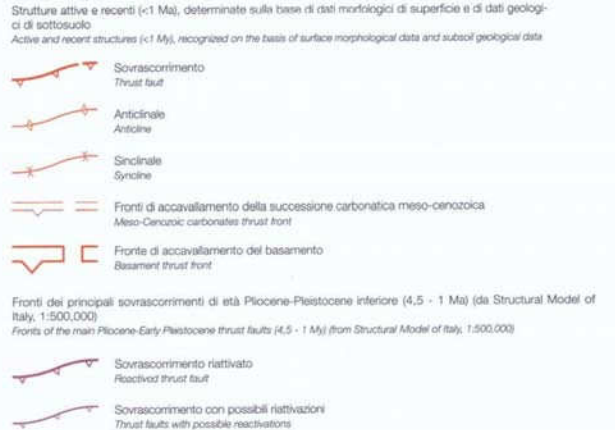 Strutture attive e recenti (<1 Ma), determinate sulla base di dati morfologici di superficie e di dati geologi-
ci di sottosuolo
Active and recent structures (<1 My), recognized on the basis of surface morphological data and subsoil geological data
Sovrascorrimento
Thrust fault
Anticlinale
Anticline
Sinclinale
Syncline
Fronti di accavallamento della successione carbonatica meso-cenozoica
Meso-Cenozoic carbonates thrust front
Fronte di accavallamento del basamento
Basament thrust front
Fronti dei principali sovrascorrimenti di età Pliocene-Pleistocene inferiore (4,5 - 1 Ma) (da Structural Model of
Italy, 1:500,000)
Fronts of the main Pliocene-Early Pleistocene thrust faults (4,5 - 1 My) (from Structural Model of Italy, 1:500,000)
Sovrascorrimento riattivato
Reactived thrust fault
Sovrascorrimento con possibili riattivazioni
Thrust faults with possible reactivations